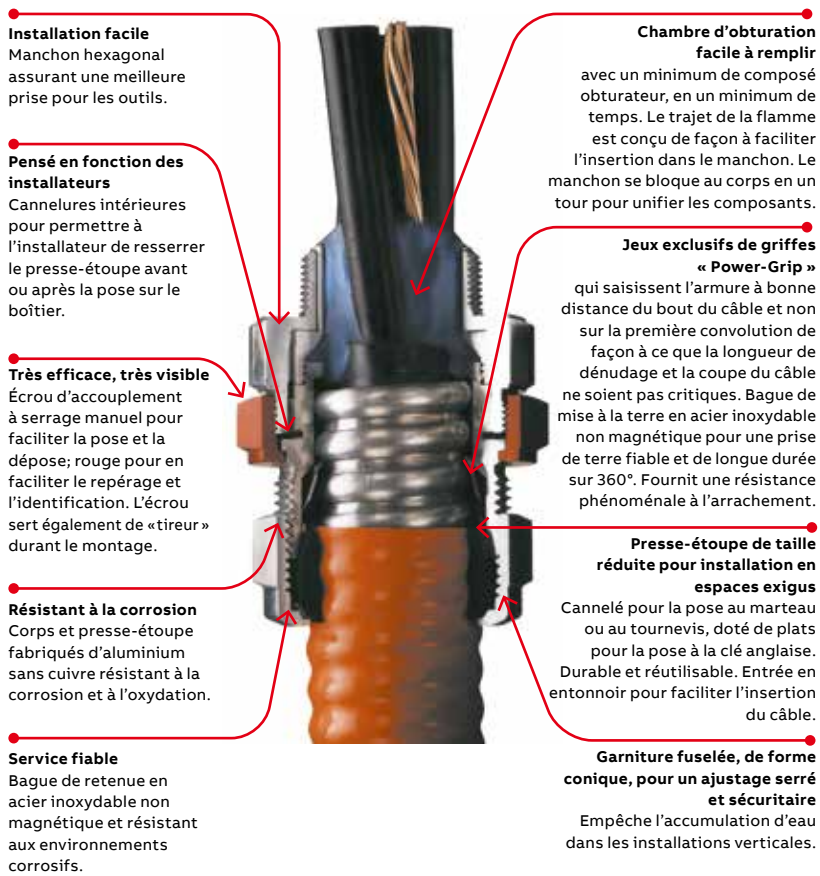 Installation facile
Manchon hexagonal
assurant une meilleure
prise pour les outils.
Pensé en fonction des
installateurs
Cannelures intérieures
pour permettre à
l’installateur de resserrer
le presse-étoupe avant
ou après la pose sur le
boîtier.
Très efficace, très visible
Écrou d’accouplement
à serrage manuel pour
faciliter la pose et la
dépose; rouge pour en
faciliter le repérage et
l’identification. L’écrou
sert également de «tireur»
durant le montage.
Résistant à la corrosion
Corps et presse-étoupe
fabriqués d’aluminium
sans cuivre résistant à la
corrosion et à l’oxydation.
Service fiable
Bague de retenue en
acier inoxydable non
magnétique et résistant
aux environnements
corrosifs.
Chambre d’obturation
facile à remplir
avec un minimum de composé
obturateur, en un minimum de
temps. Le trajet de la flamme
est conçu de façon à faciliter
l’insertion dans le manchon. Le
manchon se bloque au corps en un
tour pour unifier les composants.
Jeux exclusifs de griffes
« Power-Grip »
qui saisissent l’armure à bonne
distance du bout du câble et non
sur la première convolution de
façon à ce que la longueur de
dénudage et la coupe du câble
ne soient pas critiques. Bague de
mise à la terre en acier inoxydable
non magnétique pour une prise
de terre fiable et de longue durée
sur 360°. Fournit une résistance
phénoménale à l’arrachement.
Presse-étoupe de taille
réduite pour installation en
espaces exigus
Cannelé pour la pose au marteau
ou au tournevis, doté de plats
pour la pose à la clé anglaise.
Durable et réutilisable. Entrée en
entonnoir pour faciliter l’insertion
du câble.
Garniture fuselée, de forme
conique, pour un ajustage serré
et sécuritaire
Empêche l’accumulation d’eau
dans les installations verticales.